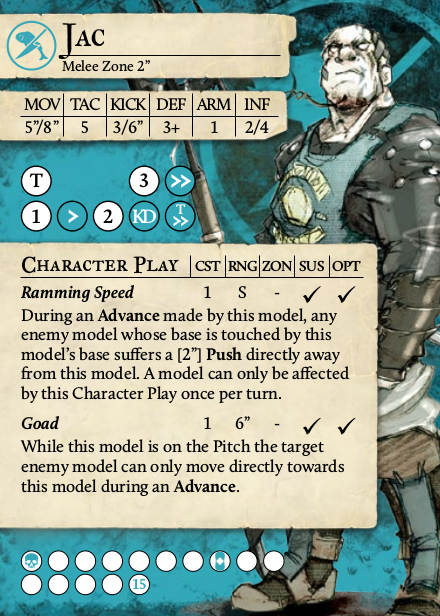 Jac
Melee Zone 2”
MOV TAC KICK DEF ARM INF
5”/8” 5 3/6” 3+ 1 2/4
T 3 >>
1 > 2 KD T >>
Character Play CST RNG ZON SUS OPT
Ramming Speed 1 S - ✓ ✓
During an Advance made by this model, any
enemy model whose base is touched by this
model’s base suffers a [2”] Push directly away
from this model. A model can only be affected
by this Character Play once per turn.
Goad 1 6” - ✓ ✓
While this model is on the Pitch the target
enemy model can only move directly towards
this model during an Advance.
15